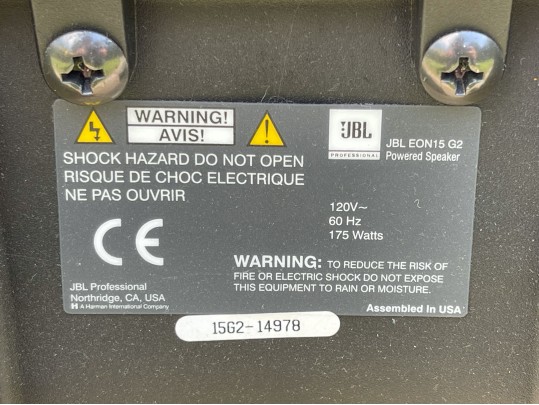 WARNING!
AVIS!
SHOCK HAZARD DO NOT OPEN
RISQUE DE CHOC ELECTRIQUE
NE PAS OUVRIR
JBL
PROFESSIONAL
JBL EON15 G2
Powered Speaker
120V~
60 Hz
175 Watts
CE
WARNING: TO REDUCE THE RISK OF
FIRE OR ELECTRIC SHOCK DO NOT EXPOSE
THIS EQUIPMENT TO RAIN OR MOISTURE.
JBL Professional
Northridge, CA, USA
H A Harman International Company
Assembled In USA
15G2-14978